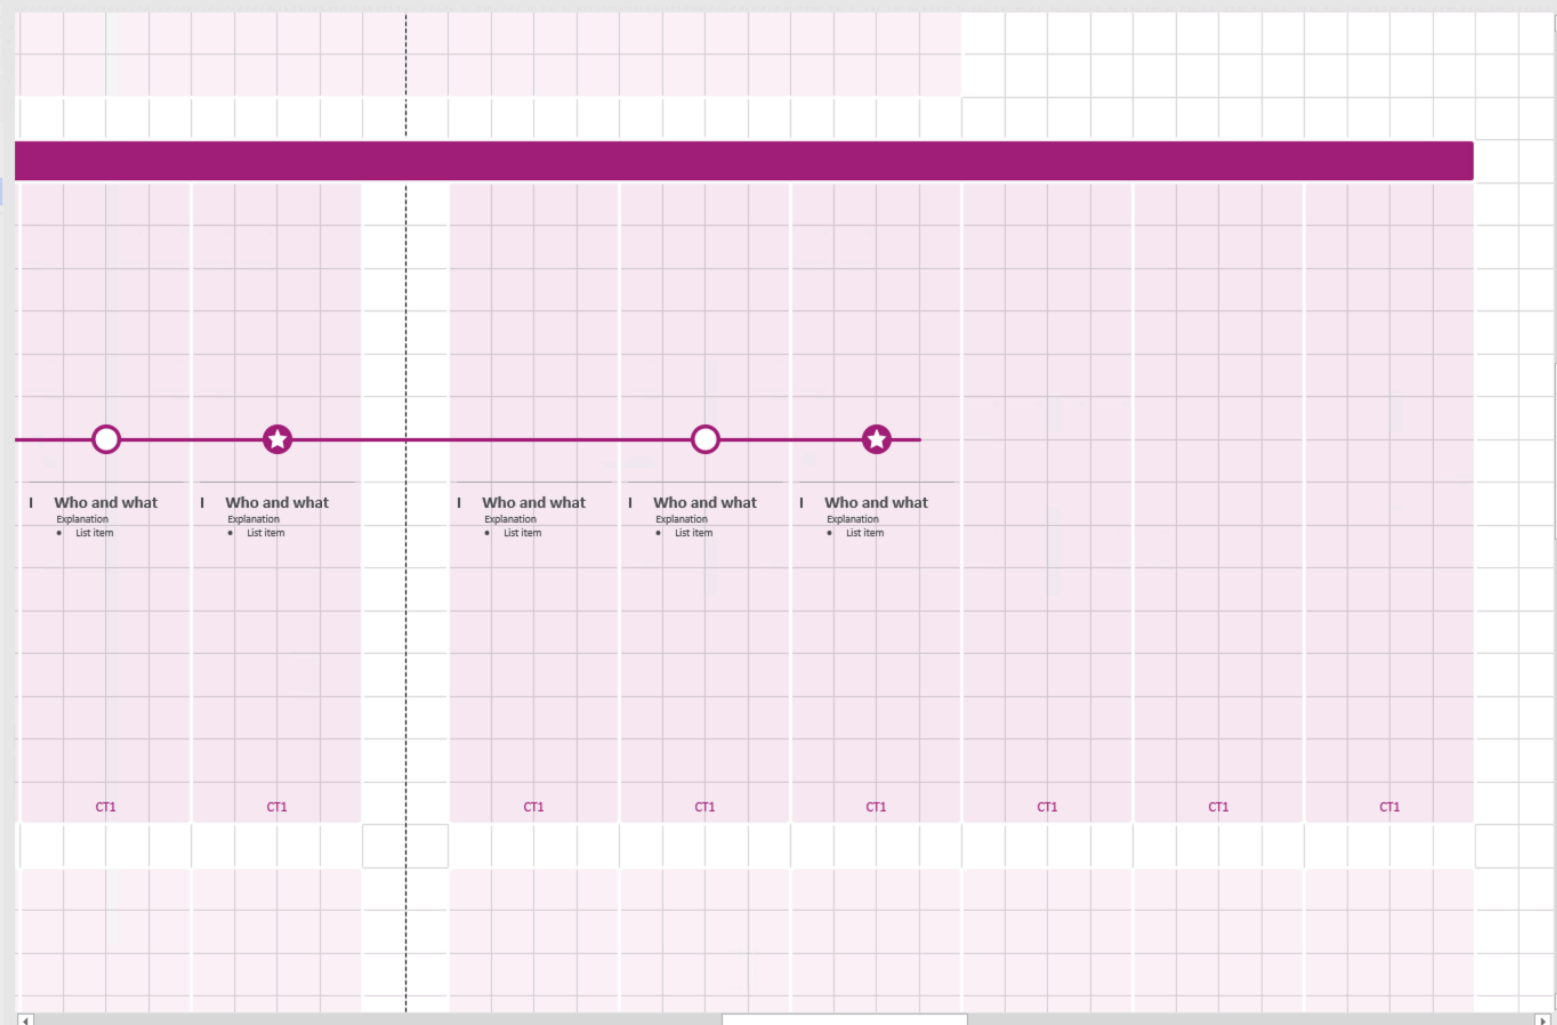 I Who and what
Explanation
• List item
I Who and what
Explanation
• List item
I Who and what
Explanation
• List item
I Who and what
Explanation
• List item
I Who and what
Explanation
• List item
CT1 CT1 CT1 CT1 CT1 CT1 CT1 CT1